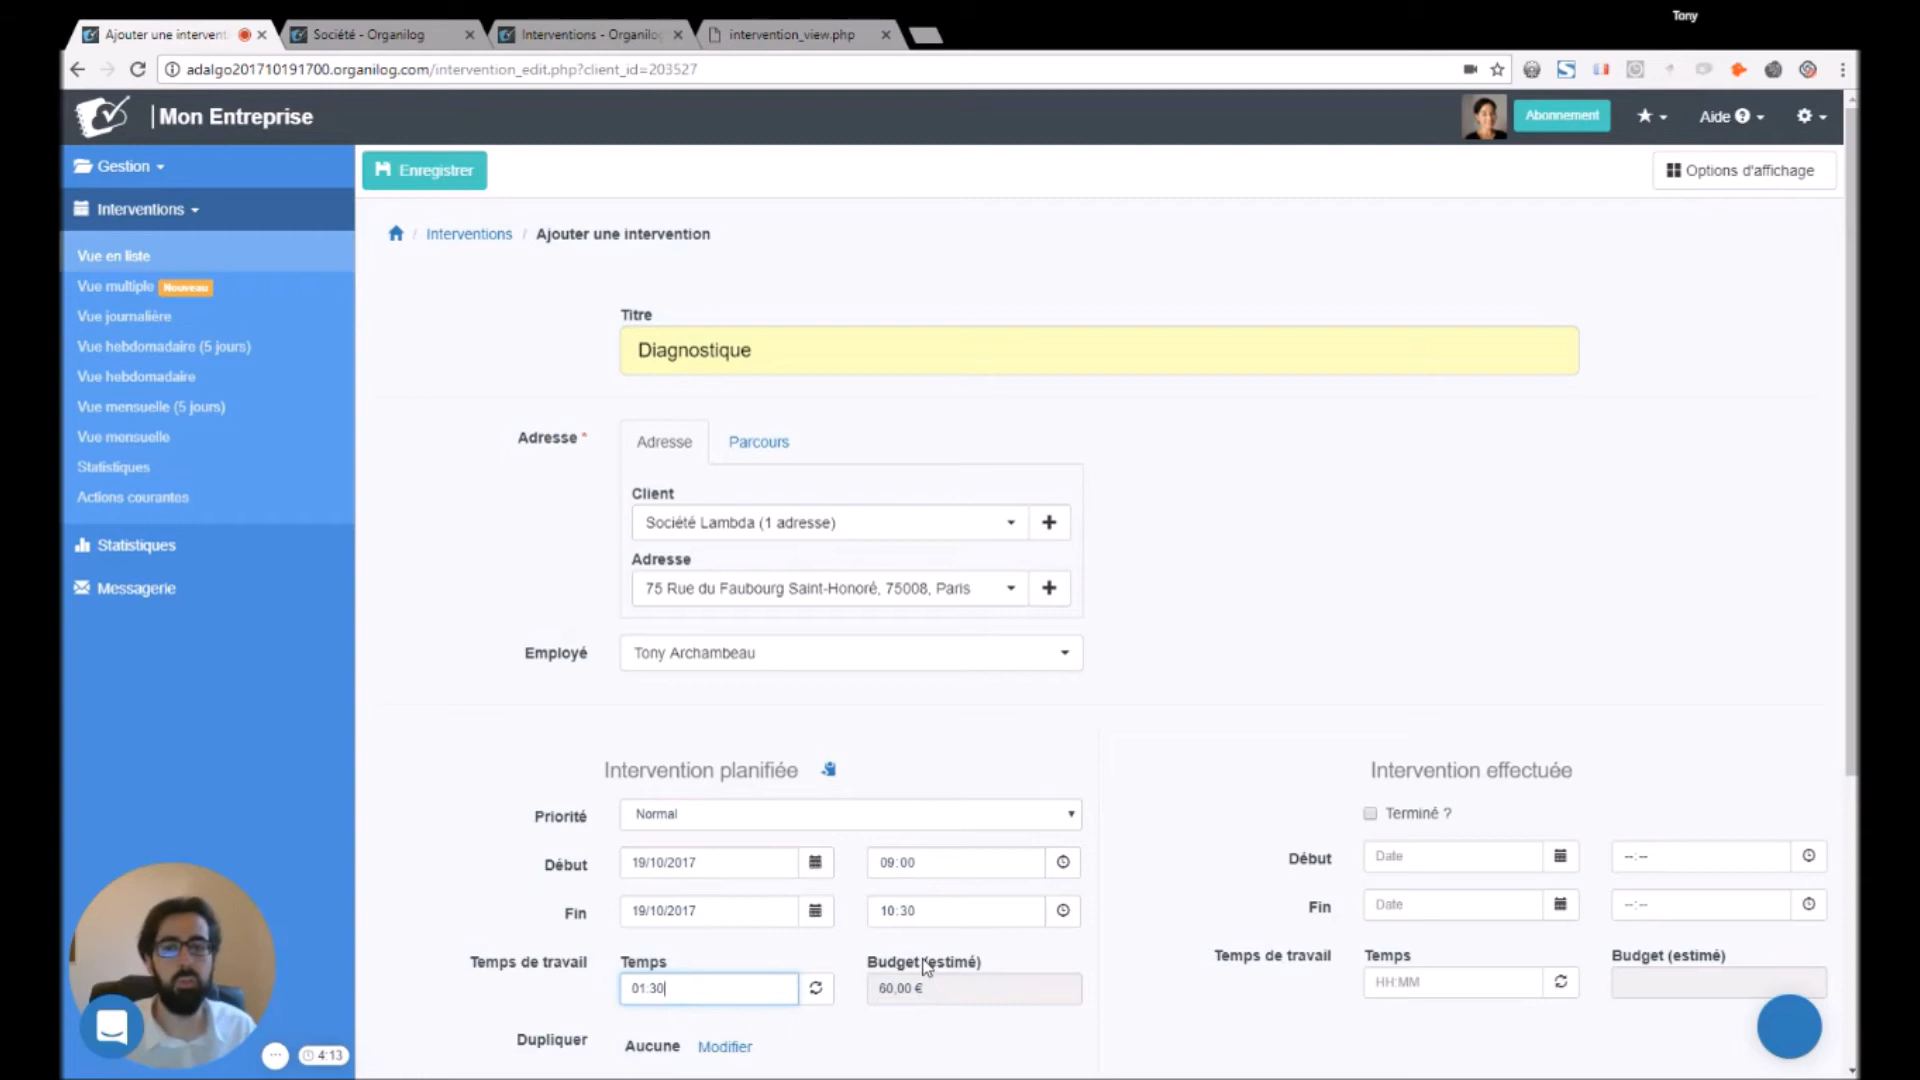 Tony
Ajouter une intervent
Société - Organilog
Interventions - Organilog
intervention_view.php
adalgo201710191700.organilog.com/intervention_edit.php?client_id=203527
Mon Entreprise
Abonnement
Aide
Gestion
Enregistrer
Options d'affichage
Interventions
Interventions / Ajouter une intervention
Vue en liste
Vue multiple Nouveau
Vue journalière
Vue hebdomadaire (5 jours)
Vue hebdomadaire
Vue mensuelle (5 jours)
Vue mensuelle
Statistiques
Actions courantes
Statistiques
Messagerie
Titre
Diagnostique
Adresse *
Adresse
Parcours
Client
Société Lambda (1 adresse)
Adresse
75 Rue du Faubourg Saint-Honoré, 75008, Paris
Employé
Tony Archambeau
Intervention planifiée
Priorité
Normal
Début
19/10/2017
09:00
Fin
19/10/2017
10:30
Temps de travail
Temps
Budget (estimé)
01:30
60,00 €
Dupliquer
Aucune
Modifier
Intervention effectuée
Terminé ?
Début
Date
--:--
Fin
Date
--:--
Temps de travail
Temps
Budget (estimé)
HH:MM
4:13